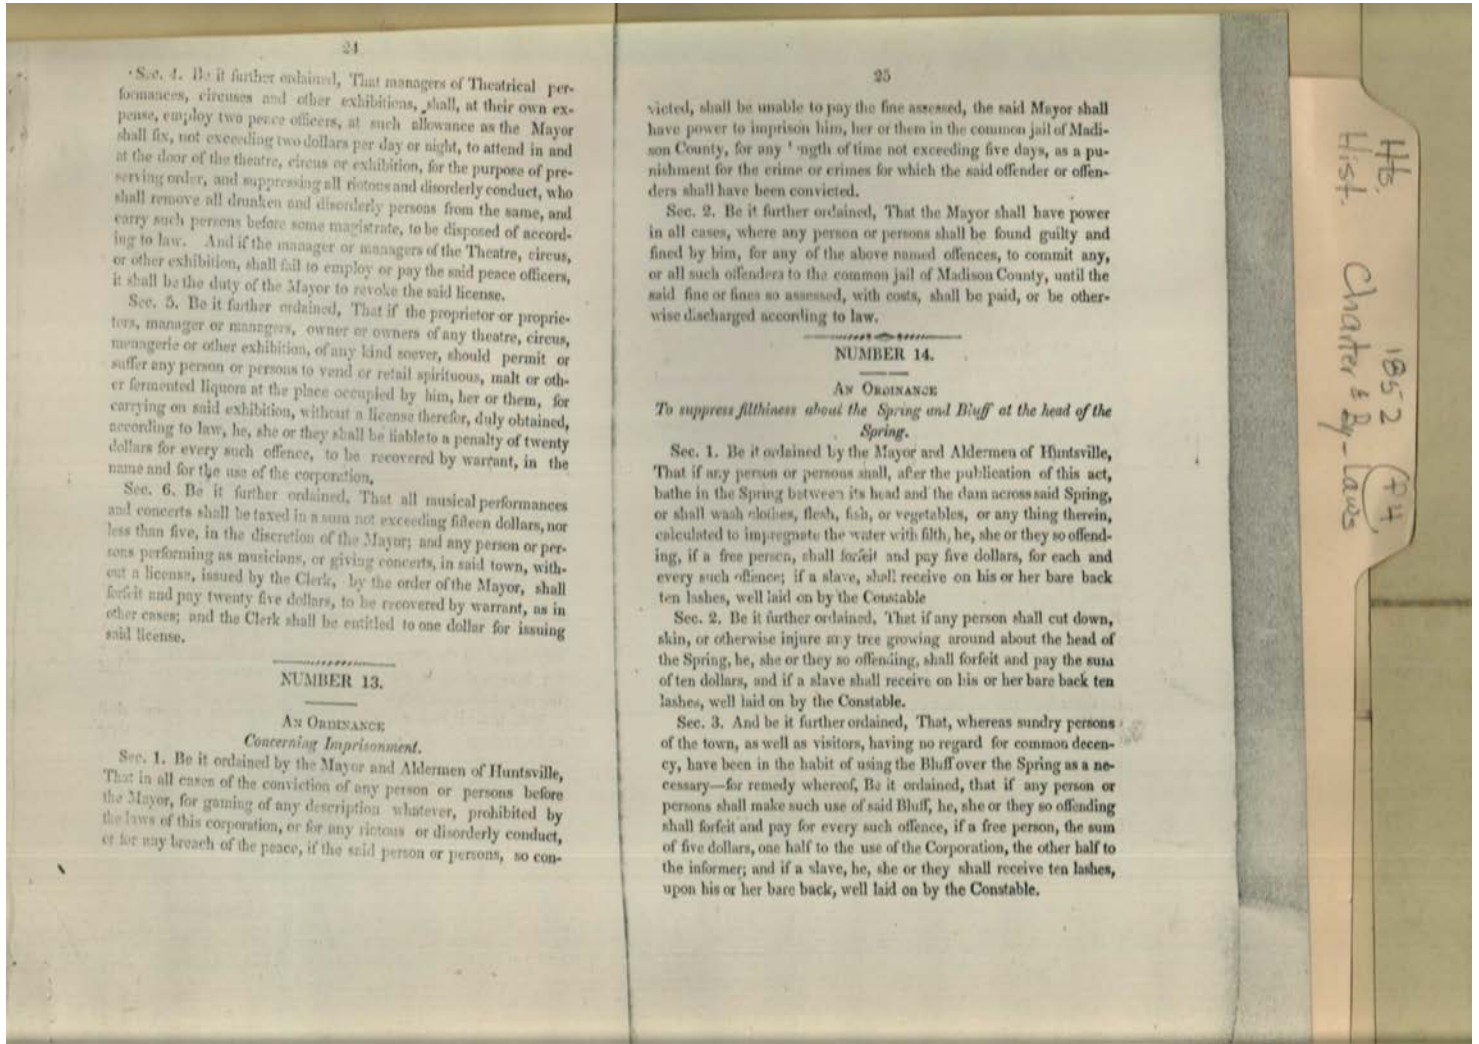 24
Sec. 4. Be it further ordained, That managers of Theatrical per-
formances, circuses and other exhibitions, shall, at their own ex-
pense, employ two peace officers, at such allowance as the Mayor
shall fix, not exceeding two dollars per day or night, to attend in and
at the door of the theatre, circus or exhibition, for the purpose of pre-
serving order, and suppressing all riotous and disorderly conduct, who
shall remove all drunken and disorderly persons from the same, and
carry such persons before some magistrate, to be disposed of accord-
ing to law. And if the manager or managers of the Theatre, circus,
or other exhibition, shall fail to employ or pay the said peace officers,
it shall be the duty of the Mayor to revoke the said license.
Sec. 5. Be it further ordained, That if the proprietor or proprie-
tors, manager or managers, owner or owners of any theatre, circus,
menagerie or other exhibition, of any kind soever, should permit or
suffer any person or persons to vend or retail spirituous, malt or oth-
er fermented liquors at the place occupied by him, her or them, for
carrying on said exhibition, without a license therefor, duly obtained,
according to law, he, she or they shall be liable to a penalty of twenty
dollars for every such offence, to be recovered by warrant, in the
name and for the use of the corporation,
Sec. 6. Be it further ordained, That all musical performances
and concerts shall be taxed in a sum not exceeding fifteen dollars, nor
less than five, in the discretion of the Mayor; and any person or per-
sons performing as musicians, or giving concerts, in said town, with-
out a license, issued by the Clerk, by the order of the Mayor, shall
forfeit and pay twenty five dollars, to be recovered by warrant, as in
other cases; and the Clerk shall be entitled to one dollar for issuing
said license.
NUMBER 13.
AN ORDINANCE
Concerning Imprisonment.
Sec. 1. Be it ordained by the Mayor and Aldermen of Huntsville,
That in all cases of the conviction of any person or persons before
the Mayor, for gaming of any description whatever, prohibited by
the laws of this corporation, or for any riotous or disorderly conduct,
or for any breach of the peace, if the said person or persons, so con-
25
victed, shall be unable to pay the fine assessed, the said Mayor shall
have power to imprison him, her or them in the common jail of Madi-
son County, for any ngth of time not exceeding five days, as a pu-
nishment for the crime or crimes for which the said offender or offen-
ders shall have been convicted.
Sec. 2. Be it further ordained, That the Mayor shall have power
in all cases, where any person or persons shall be found guilty and
fined by him, for any of the above named offences, to commit any,
or all such offenders to the common jail of Madison County, until the
said fine or fines so assessed, with costs, shall be paid, or be other-
wise discharged according to law.
NUMBER 14.
AN ORDINANCE
To suppress filthiness about the Spring and Bluff at the head of the
Spring.
Sec. 1. Be it ordained by the Mayor and Aldermen of Huntsville,
That if any person or persons shall, after the publication of this act,
bathe in the Spring between its head and the dam across said Spring,
or shall wash clothes, flesh, fish, or vegetables, or any thing therein,
calculated to impregnate the water with filth, he, she or they so offend-
ing, if a free person, shall forfeit and pay five dollars, for each and
every such offence; if a slave, shall receive on his or her bare back
ten lashes, well laid on by the Constable
Sec. 2. Be it further ordained, That if any person shall cut down,
skin, or otherwise injure any tree growing around about the head of
the Spring, he, she or they so offending, shall forfeit and pay the sum
of ten dollars, and if a slave shall receive on his or her bare back ten
lashes, well laid on by the Constable.
Sec. 3. And be it further ordained, That, whereas sundry persons
of the town, as well as visitors, having no regard for common decen-
cy, have been in the habit of using the Bluff over the Spring as a ne-
cessary—for remedy whereof, Be it ordained, that if any person or
persons shall make such use of said Bluff, he, she or they so offending
shall forfeit and pay for every such offence, if a free person, the sum
of five dollars, one half to the use of the Corporation, the other half to
the informer; and if a slave, he, she or they shall receive ten lashes,
upon his or her bare back, well laid on by the Constable.
Hts. 1852 P4
Hist. Charter & By-Laws